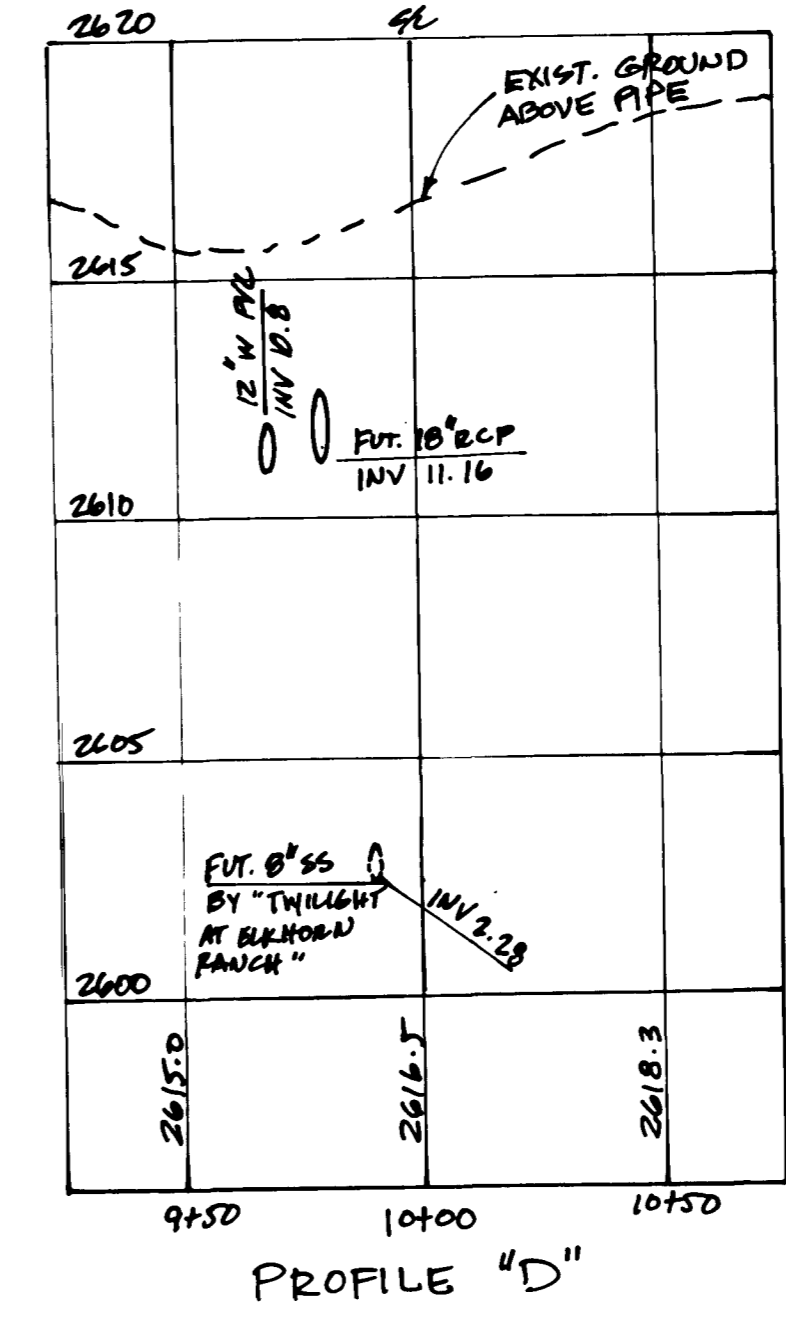 2620
C/L
EXIST. GROUND
ABOVE PIPE
2615
12" W PVC
INV 10.8
FUT. 18" RCP
INV 11.16
2610
2605
FUT. 8" SS
BY "TWILIGHT
AT ELKHORN
RANCH"
INV 2.28
2600
2615.0
2616.5
2618.3
9+50
10+00
10+50
PROFILE "D"